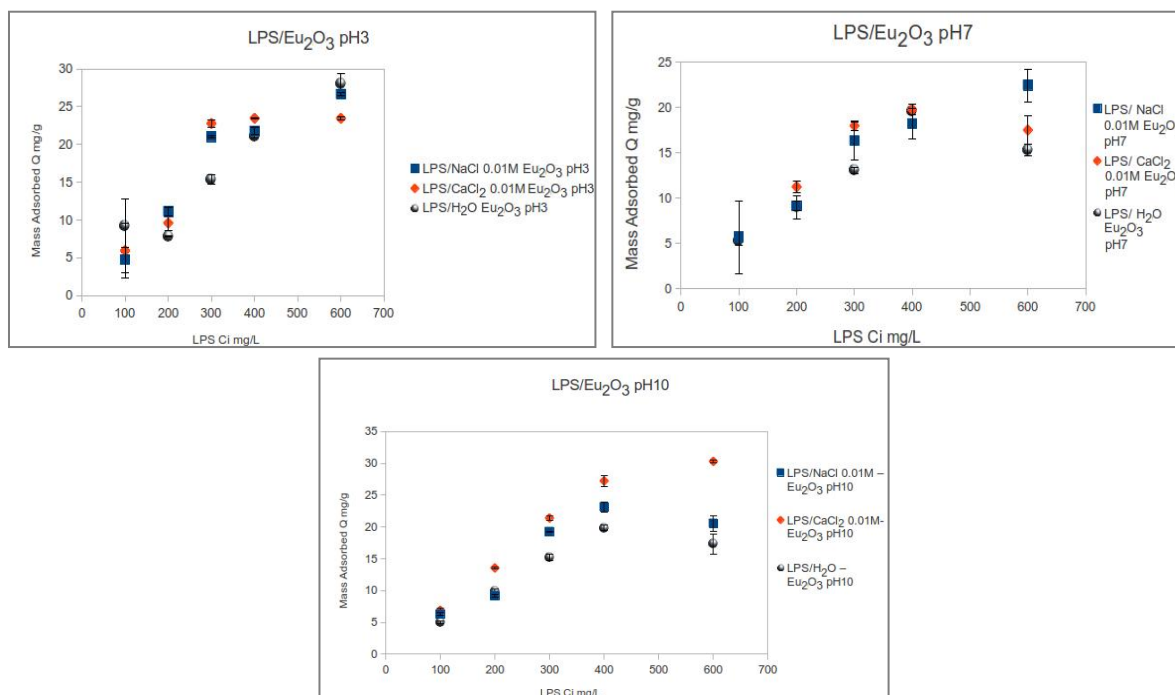 LPS/Eu₂O₃ pH3
30
25
20
15
10
5
0
Mass Adsorbed Q mg/g
0 100 200 300 400 500 600 700
LPS Ci mg/L
LPS/NaCl 0.01M Eu₂O₃ pH3
LPS/CaCl₂ 0.01M Eu₂O₃ pH3
LPS/H₂O Eu₂O₃ pH3
LPS/Eu₂O₃ pH7
25
20
15
10
5
0
Mass Adsorbed Q mg/g
0 100 200 300 400 500 600 700
LPS Ci mg/L
LPS/ NaCl
0.01M Eu₂O
pH7
LPS/ CaCl₂
0.01M Eu₂O
pH7
LPS/ H₂O
Eu₂O₃
pH7
LPS/Eu₂O₃ pH10
35
30
25
20
15
10
5
0
Mass Adsorbed Q mg/g
0 100 200 300 400 500 600 700
LPS Ci mg/L
LPS/NaCl 0.01M –
Eu₂O₃ pH10
LPS/CaCl₂ 0.01M-
Eu₂O₃ pH10
LPS/H₂O –
Eu₂O₃ pH10